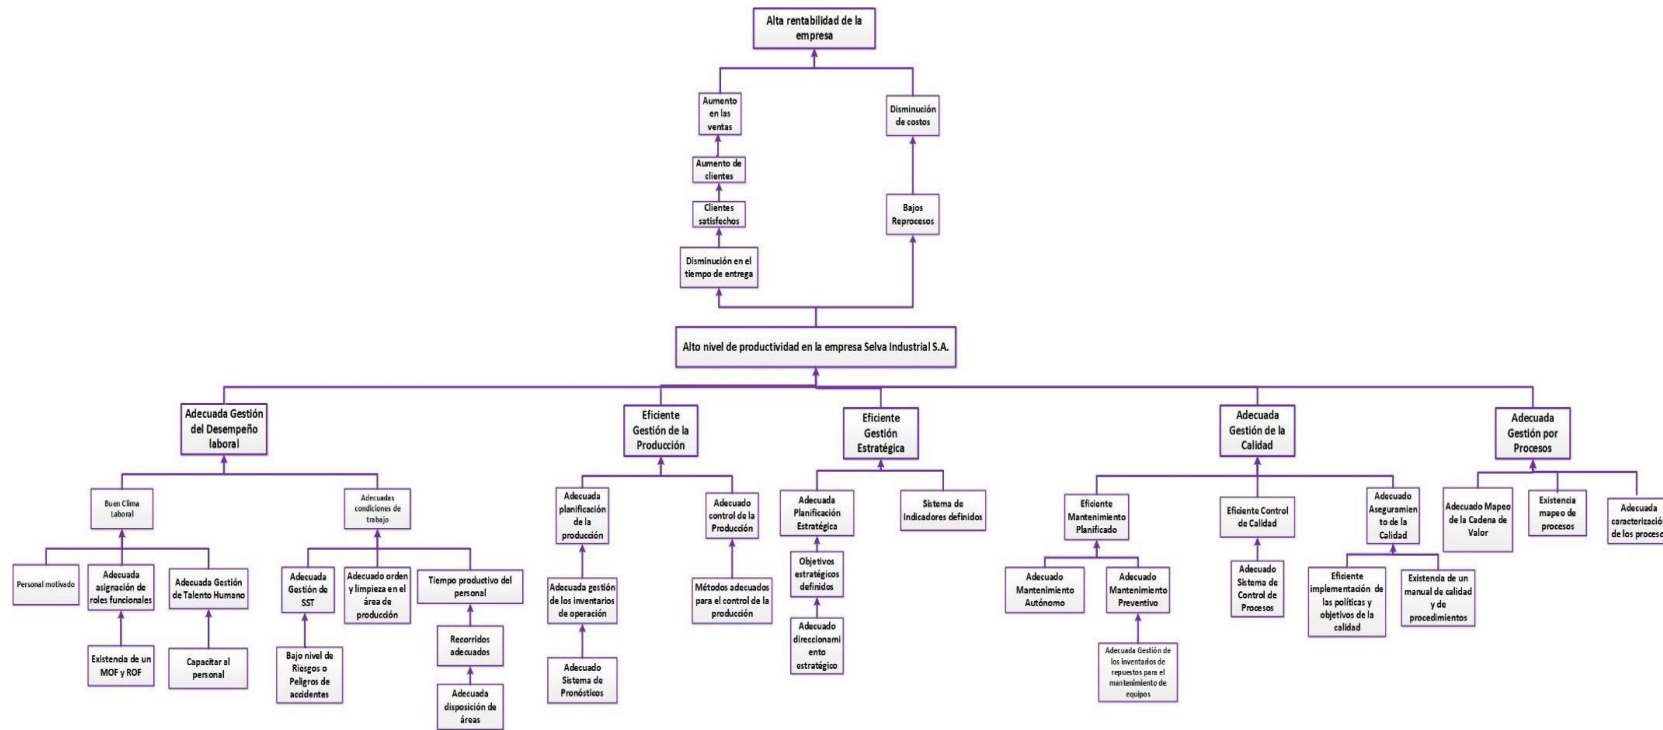 Alta rentabilidad de la
empresa
Aumento
en las
ventas
Disminución
de costos
Aumento de
clientes
Clientes
satisfechos
Bajos
Reprocesos
Disminución en el
tiempo de entrega
Alto nivel de productividad en la empresa Selva Industrial S.A.
Adecuada Gestión
del Desempeño
laboral
Eficiente
Gestión de la
Producción
Eficiente
Gestión
Estratégica
Adecuada
Gestión de la
Calidad
Adecuada
Gestión por
Procesos
Buen Clima
Laboral
Adecuadas
condiciones de
trabajo
Adecuada
planificación
de la
producción
Adecuado
control de la
Producción
Adecuada
Planificación
Estratégica
Sistema de
Indicadores definidos
Eficiente
Mantenimiento
Planificado
Eficiente Control
de Calidad
Adecuado
Aseguramien
to de la
Calidad
Adecuado Mapeo
de la Cadena de
Valor
Existencia
mapeo de
procesos
Adecuada
caracterización
de los proceso
Personal motivado
Adecuada
asignación de
roles funcionales
Adecuada Gestión
de Talento Humano
Adecuada
Gestión de
SST
Adecuado orden
y limpieza en el
área de
producción
Tiempo productivo del
personal
Adecuada gestión
de los inventarios
de operación
Métodos adecuados
para el control de la
producción
Objetivos
estratégicos
definidos
Adecuado
Mantenimiento
Autónomo
Adecuado
Mantenimiento
Preventivo
Adecuado
Sistema de
Control de
Procesos
Eficiente
implementación de
las políticas y
objetivos de la
calidad
Existencia de un
manual de calidad
y de
procedimientos
Existencia de un
MOF y ROF
Capacitar al
personal
Bajo nivel de
Riesgos o
Peligros de
accidentes
Recorridos
adecuados
Adecuada
disposición de
áreas
Adecuado
Sistema de
Pronósticos
Adecuado
direccionami
ento
estratégico
Adecuada Gestión de
los inventarios de
repuestos para el
mantenimiento de
equipos